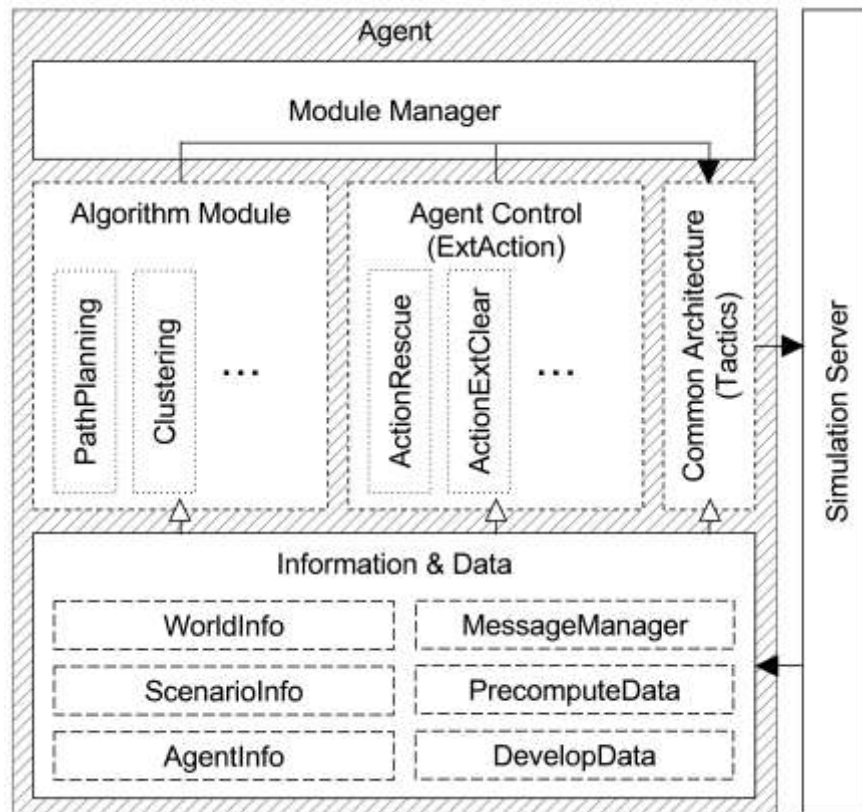 Agent
Module Manager
Algorithm Module
PathPlanning
Clustering
...
Agent Control
(ExtAction)
ActionRescue
ActionExtClear
...
Common Architecture
(Tactics)
Simulation Server
Information & Data
WorldInfo
MessageManager
ScenarioInfo
PrecomputeData
AgentInfo
DevelopData